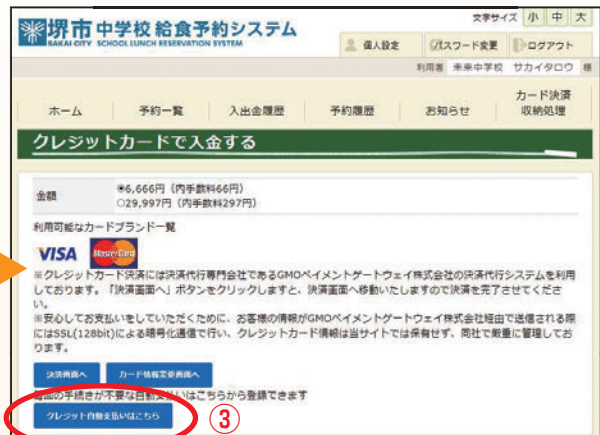 文字サイズ 小 中 大
堺市 中学校 給食予約システム
SAKAI CITY SCHOOL LUNCH RESERVATION SYSTEM
個人設定 パスワード変更 ログアウト
利用者 未来中学校 サカイタロウ 様
ホーム 予約一覧 入出金履歴 予約履歴 お知らせ カード決済
収納処理
クレジットカードで入金する
金額
◉6,666円（内手数料66円）
○29,997円（内手数料297円）
利用可能なカードブランド一覧
VISA MasterCard
※クレジットカード決済には決済代行専門会社であるGMOペイメントゲートウェイ株式会社の決済代行システムを利用
しております。「決済画面へ」ボタンをクリックしますと、決済画面へ移動いたしますので決済を完了させてくださ
い。
※安心してお支払いをしていただくために、お客様の情報がGMOペイメントゲートウェイ株式会社経由で送信される際
にはSSL(128bit)による暗号化通信で行い、クレジットカード情報は当サイトでは保有せず、同社で厳重に管理してお
ります。
決済画面へ カード情報変更画面へ
毎回の手続きが不要な自動支払いはこちらから登録できます
クレジット自動支払いはこちら ③